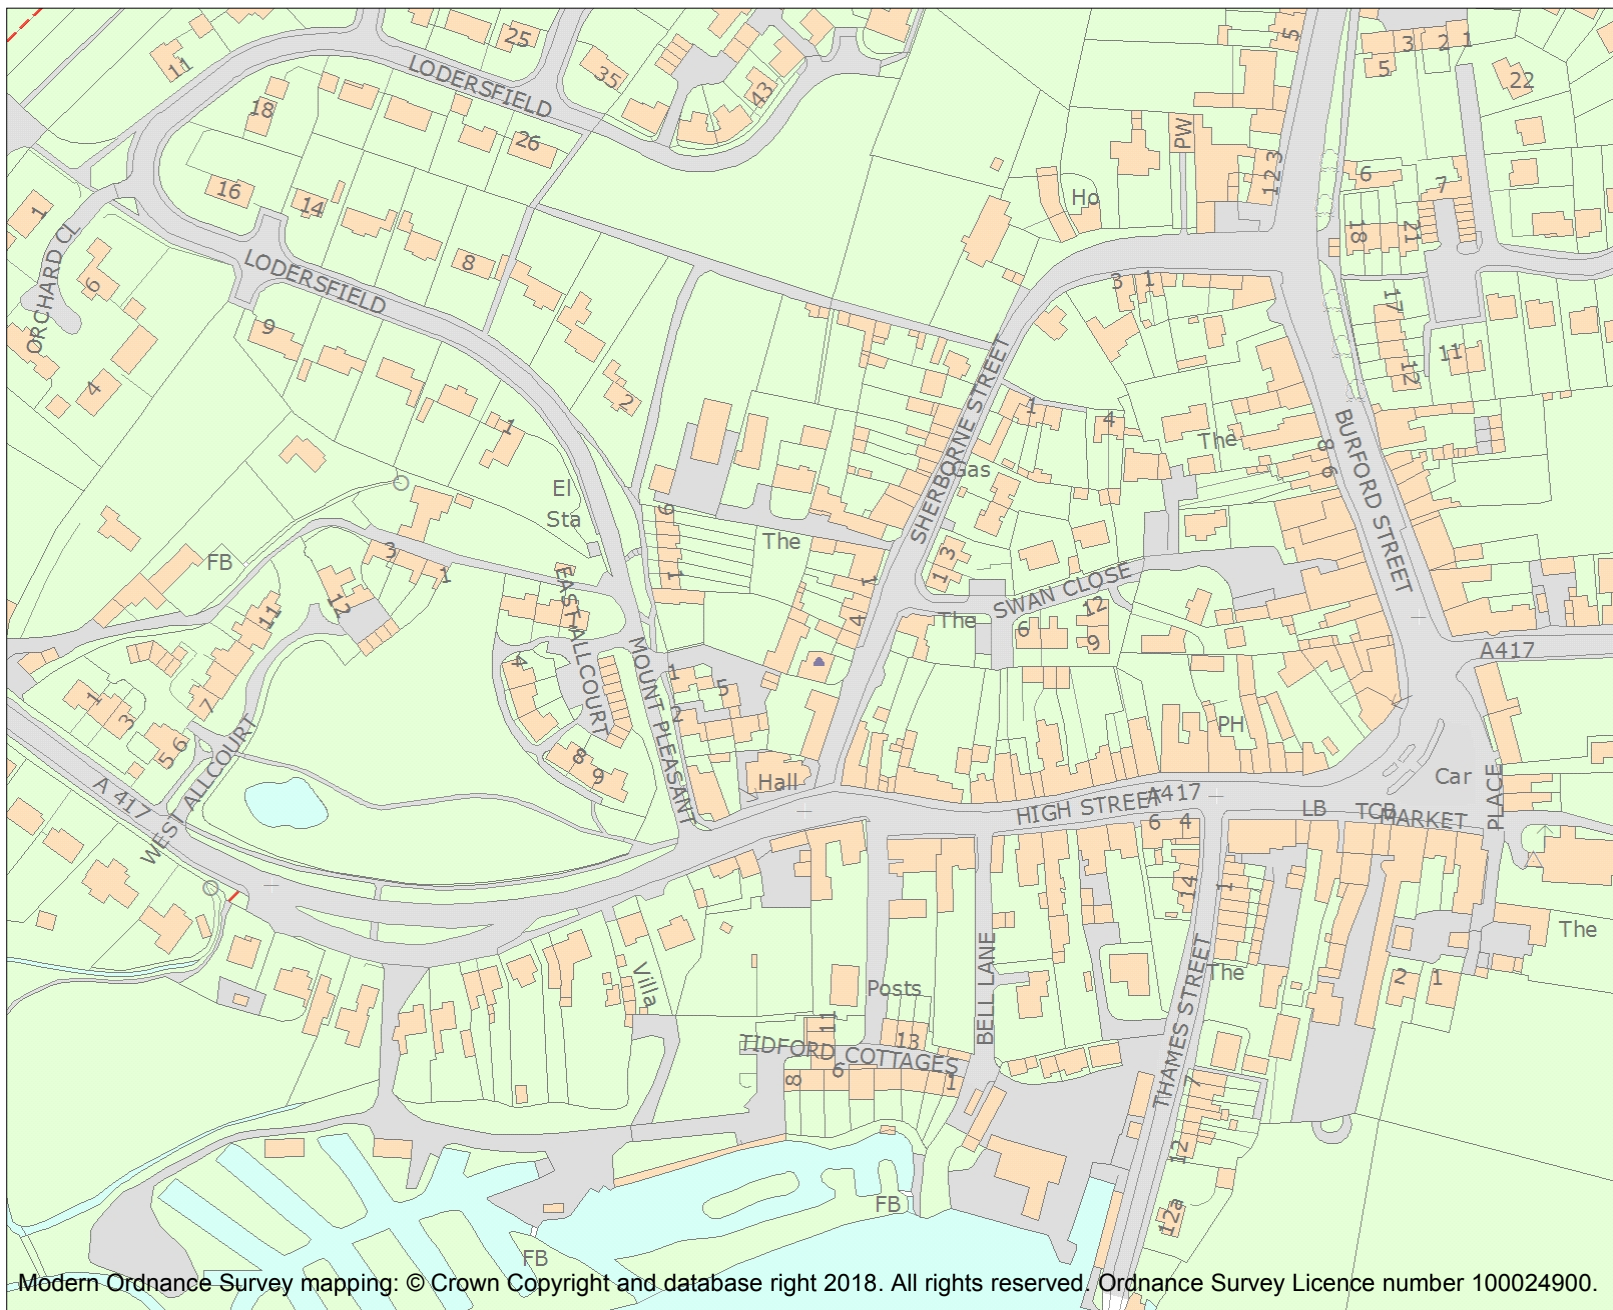 25
11
LODERSFIELD
35
43
18
26
16
14
1
ORCHARD CL
6
4
LODERSFIELD
8
9
2
1
5
3
2
1
5
22
PW
3
2
1
Ho
6
7
18
21
17
12
11
3
1
SHERBORNE STREET
1
4
The
Gas
8
6
BURFORD STREET
El
Sta
9
1
The
FB
3
1
12
11
EAST ALLCOURT
4
8
9
MOUNT PLEASANT
1
5
2
1
4
3
1
The
SWAN CLOSE
6
12
9
A417
1
3
5
6
7
WEST ALLCOURT
A 417
Hall
PH
HIGH STREET
A417
6
4
LB
TCB
MARKET
PLACE
Car
14
1
The
The
2
1
Villa
Posts
BELL LANE
THAMES STREET
11
13
TIDFORD COTTAGES
8
6
1
7
12
12a
FB
FB
Modern Ordnance Survey mapping: © Crown Copyright and database right 2018. All rights reserved. Ordnance Survey Licence number 100024900.